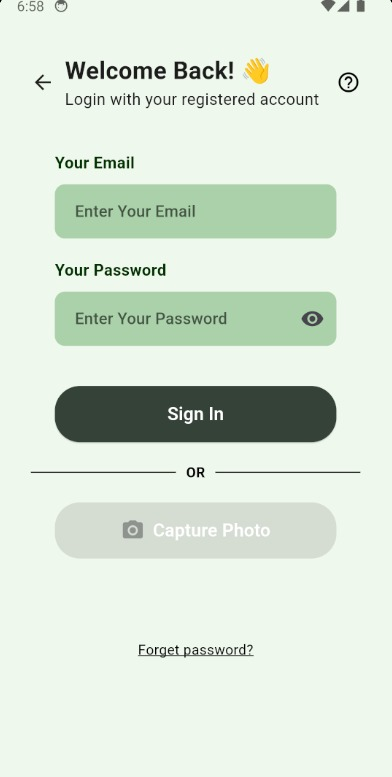 6:58
Welcome Back! 👋
Login with your registered account
Your Email
Enter Your Email
Your Password
Enter Your Password
Sign In
OR
Capture Photo
Forget password?